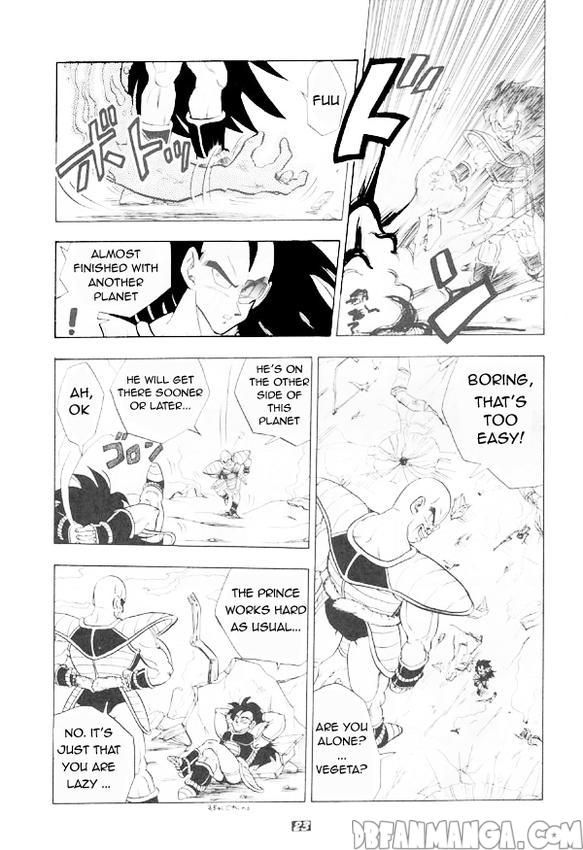 FUU
ボト
ALMOST
FINISHED WITH
ANOTHER
PLANET
!
BORING,
THAT'S
TOO
EASY!
ARE YOU
ALONE? ...
VEGETA?
HE'S ON
THE OTHER
SIDE OF
THIS
PLANET
HE WILL GET
THERE SOONER
OR LATER...
AH,
OK
ゴロン
THE PRINCE
WORKS HARD
AS USUAL...
NO. IT'S
JUST THAT
YOU ARE
LAZY ...
23
DBFANMANGA.COM